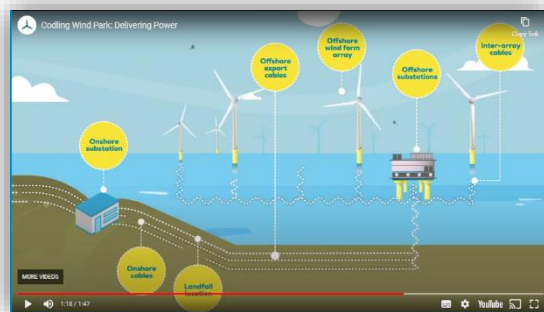 Codling Wind Park: Delivering Power
Copy link
Offshore
wind farm
array
Inter-array
cables
Offshore
export
cables
Offshore
substations
Onshore
substation
Onshore
cables
Landfall
location
MORE VIDEOS
1:18 / 1:47
YouTube